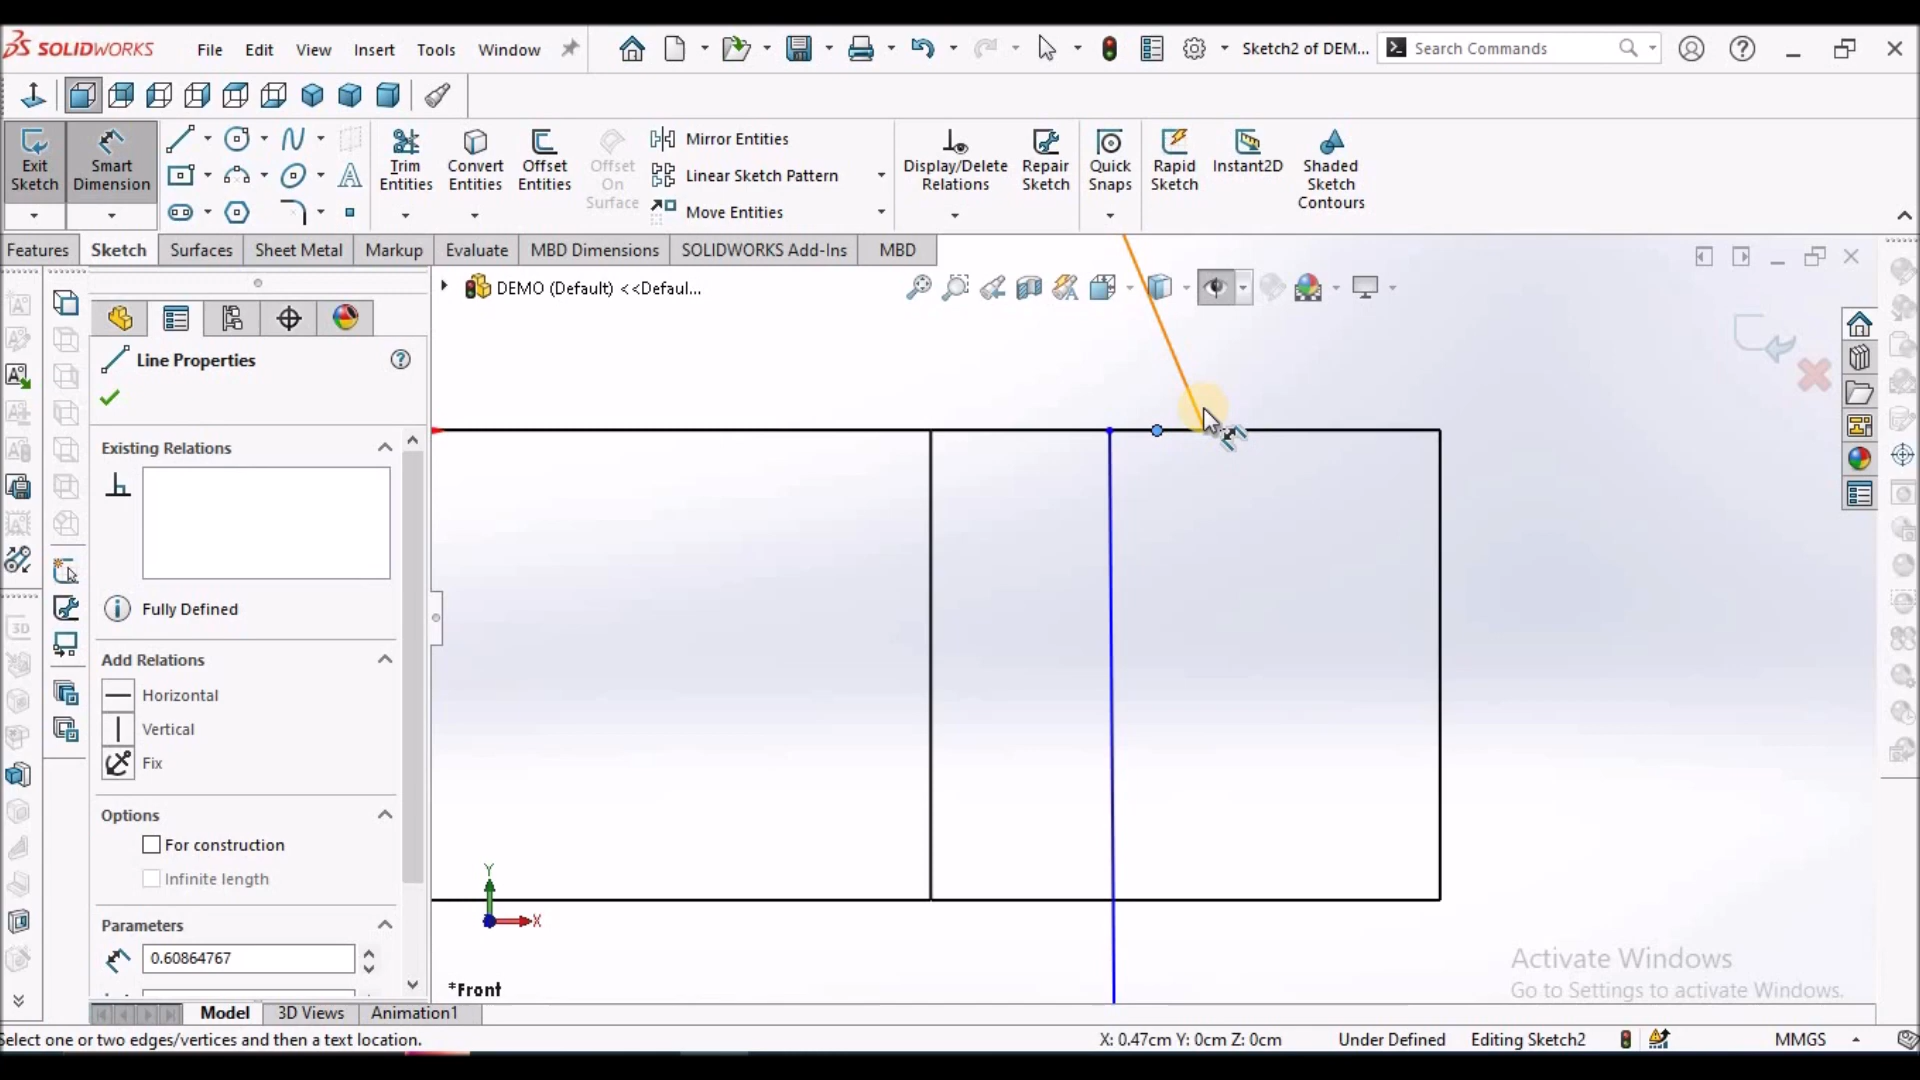 SOLIDWORKS
File Edit View Insert Tools Window
Sketch2 of DEM...
Search Commands
Exit Sketch
Smart Dimension
Trim Entities
Convert Entities
Offset Entities
Offset On Surface
Mirror Entities
Linear Sketch Pattern
Move Entities
Display/Delete Relations
Repair Sketch
Quick Snaps
Rapid Sketch
Instant2D
Shaded Sketch Contours
Features Sketch Surfaces Sheet Metal Markup Evaluate MBD Dimensions SOLIDWORKS Add-Ins MBD
DEMO (Default) <<Defaul...
Line Properties
Existing Relations
Fully Defined
Add Relations
Horizontal
Vertical
Fix
Options
For construction
Infinite length
Parameters
0.60864767
3D
Y
X
*Front
Activate Windows
Go to Settings to activate Windows.
Model 3D Views Animation1
Select one or two edges/vertices and then a text location.
X: 0.47cm Y: 0cm Z: 0cm
Under Defined
Editing Sketch2
MMGS